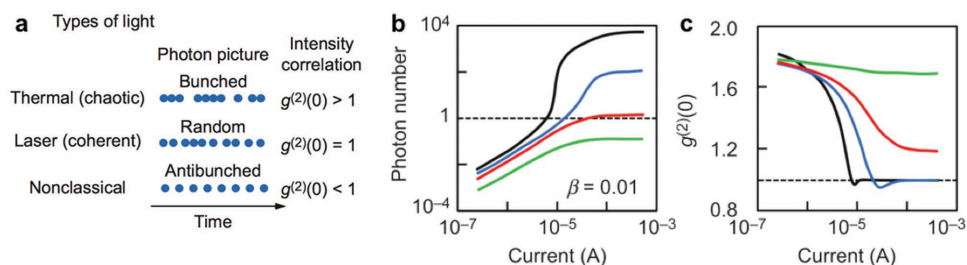 a Types of light
Photon picture
Intensity
correlation
Bunched
Thermal (chaotic)
g⁽²⁾(0) > 1
Random
Laser (coherent)
g⁽²⁾(0) = 1
Antibunched
Nonclassical
g⁽²⁾(0) < 1
Time
b
Photon number
10⁴
1
10⁻⁴
β = 0.01
10⁻⁷ 10⁻⁵ 10⁻³
Current (A)
c
g⁽²⁾(0)
2.0
1.6
1.2
0.8
10⁻⁷ 10⁻⁵ 10⁻³
Current (A)